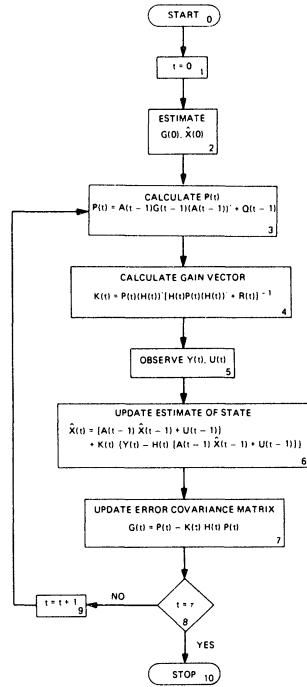 START
0
t = 0
1
ESTIMATE
G(0), X̂(0)
2
CALCULATE P(t)
P(t) = A(t − 1)G(t − 1)(A(t − 1))' + Q(t − 1)
3
CALCULATE GAIN VECTOR
K(t) = P(t)(H(t))'[H(t)P(t)(H(t))' + R(t)]⁻¹
4
OBSERVE Y(t), U(t)
5
UPDATE ESTIMATE OF STATE
X̂(t) = [A(t − 1) X̂(t − 1) + U(t − 1)]
+ K(t) {Y(t) − H(t) [A(t − 1) X̂(t − 1) + U(t − 1)]}
6
UPDATE ERROR COVARIANCE MATRIX
G(t) = P(t) − K(t) H(t) P(t)
7
t = τ
8
NO
t = t + 1
9
YES
STOP
10